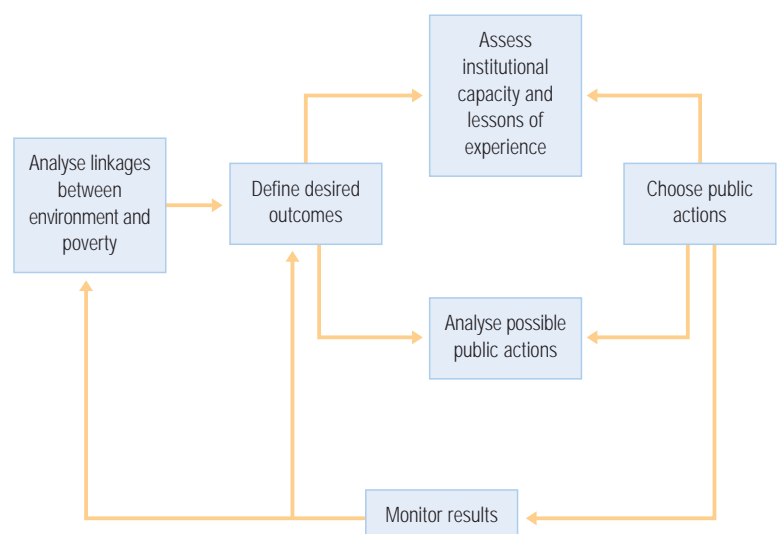 Assess
institutional
capacity and
lessons of
experience
Analyse linkages
between
environment and
poverty
Define desired
outcomes
Choose public
actions
Analyse possible
public actions
Monitor results